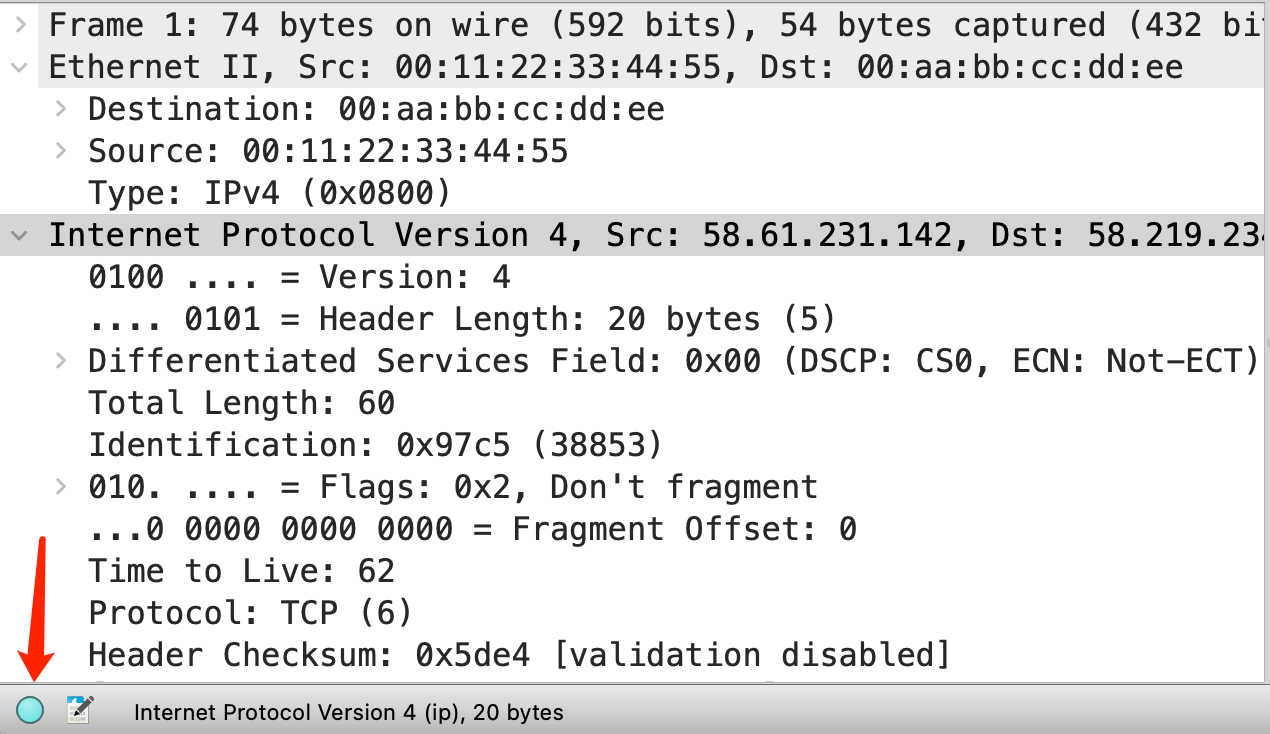 Frame 1: 74 bytes on wire (592 bits), 54 bytes captured (432
Ethernet II, Src: 00:11:22:33:44:55, Dst: 00:aa:bb:cc:dd:ee
Destination: 00:aa:bb:cc:dd:ee
Source: 00:11:22:33:44:55
Type: IPv4 (0x0800)
Internet Protocol Version 4, Src: 58.61.231.142, Dst: 58.219.23
0100 .... = Version: 4
.... 0101 = Header Length: 20 bytes (5)
Differentiated Services Field: 0x00 (DSCP: CS0, ECN: Not-ECT)
Total Length: 60
Identification: 0x97c5 (38853)
010. .... = Flags: 0x2, Don't fragment
...0 0000 0000 0000 = Fragment Offset: 0
Time to Live: 62
Protocol: TCP (6)
Header Checksum: 0x5de4 [validation disabled]
Internet Protocol Version 4 (ip), 20 bytes